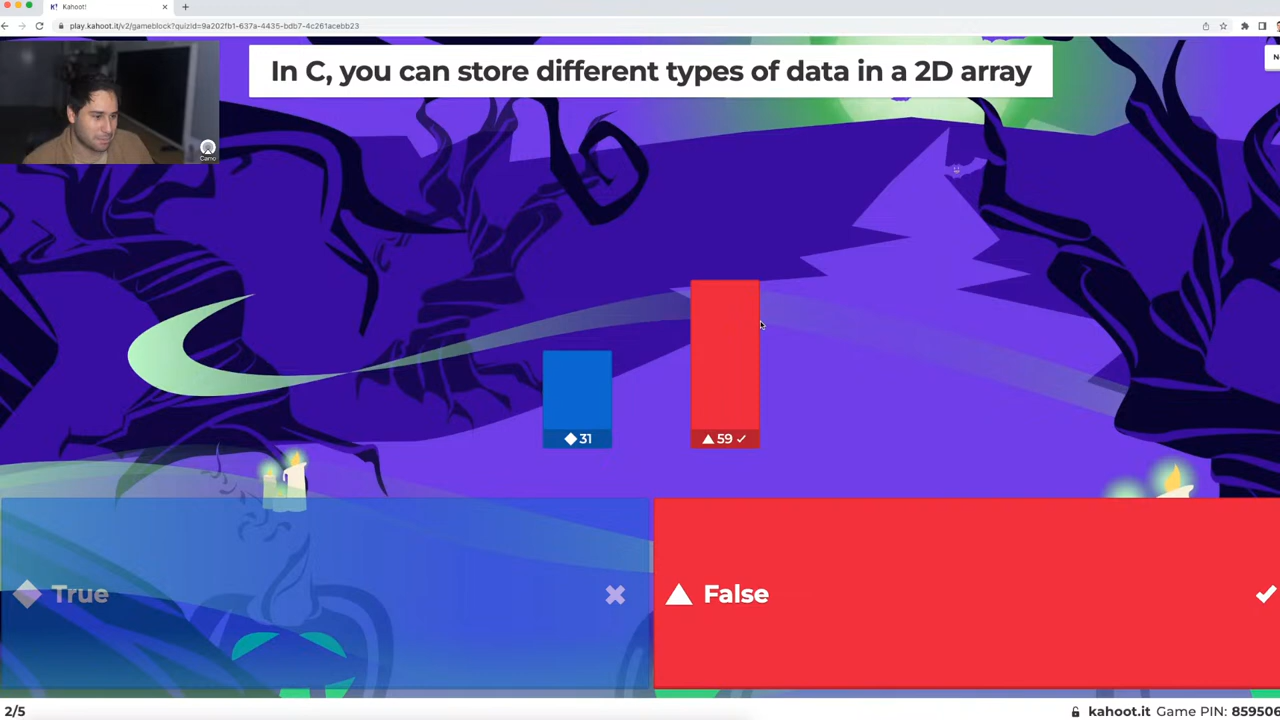 Kahoot!
play.kahoot.it/v2/gameblock?quizId=9a202fb1-637a-4435-bdb7-4c261acebb23
In C, you can store different types of data in a 2D array
Camo
31
59
True
False
2/5
kahoot.it Game PIN: 859506